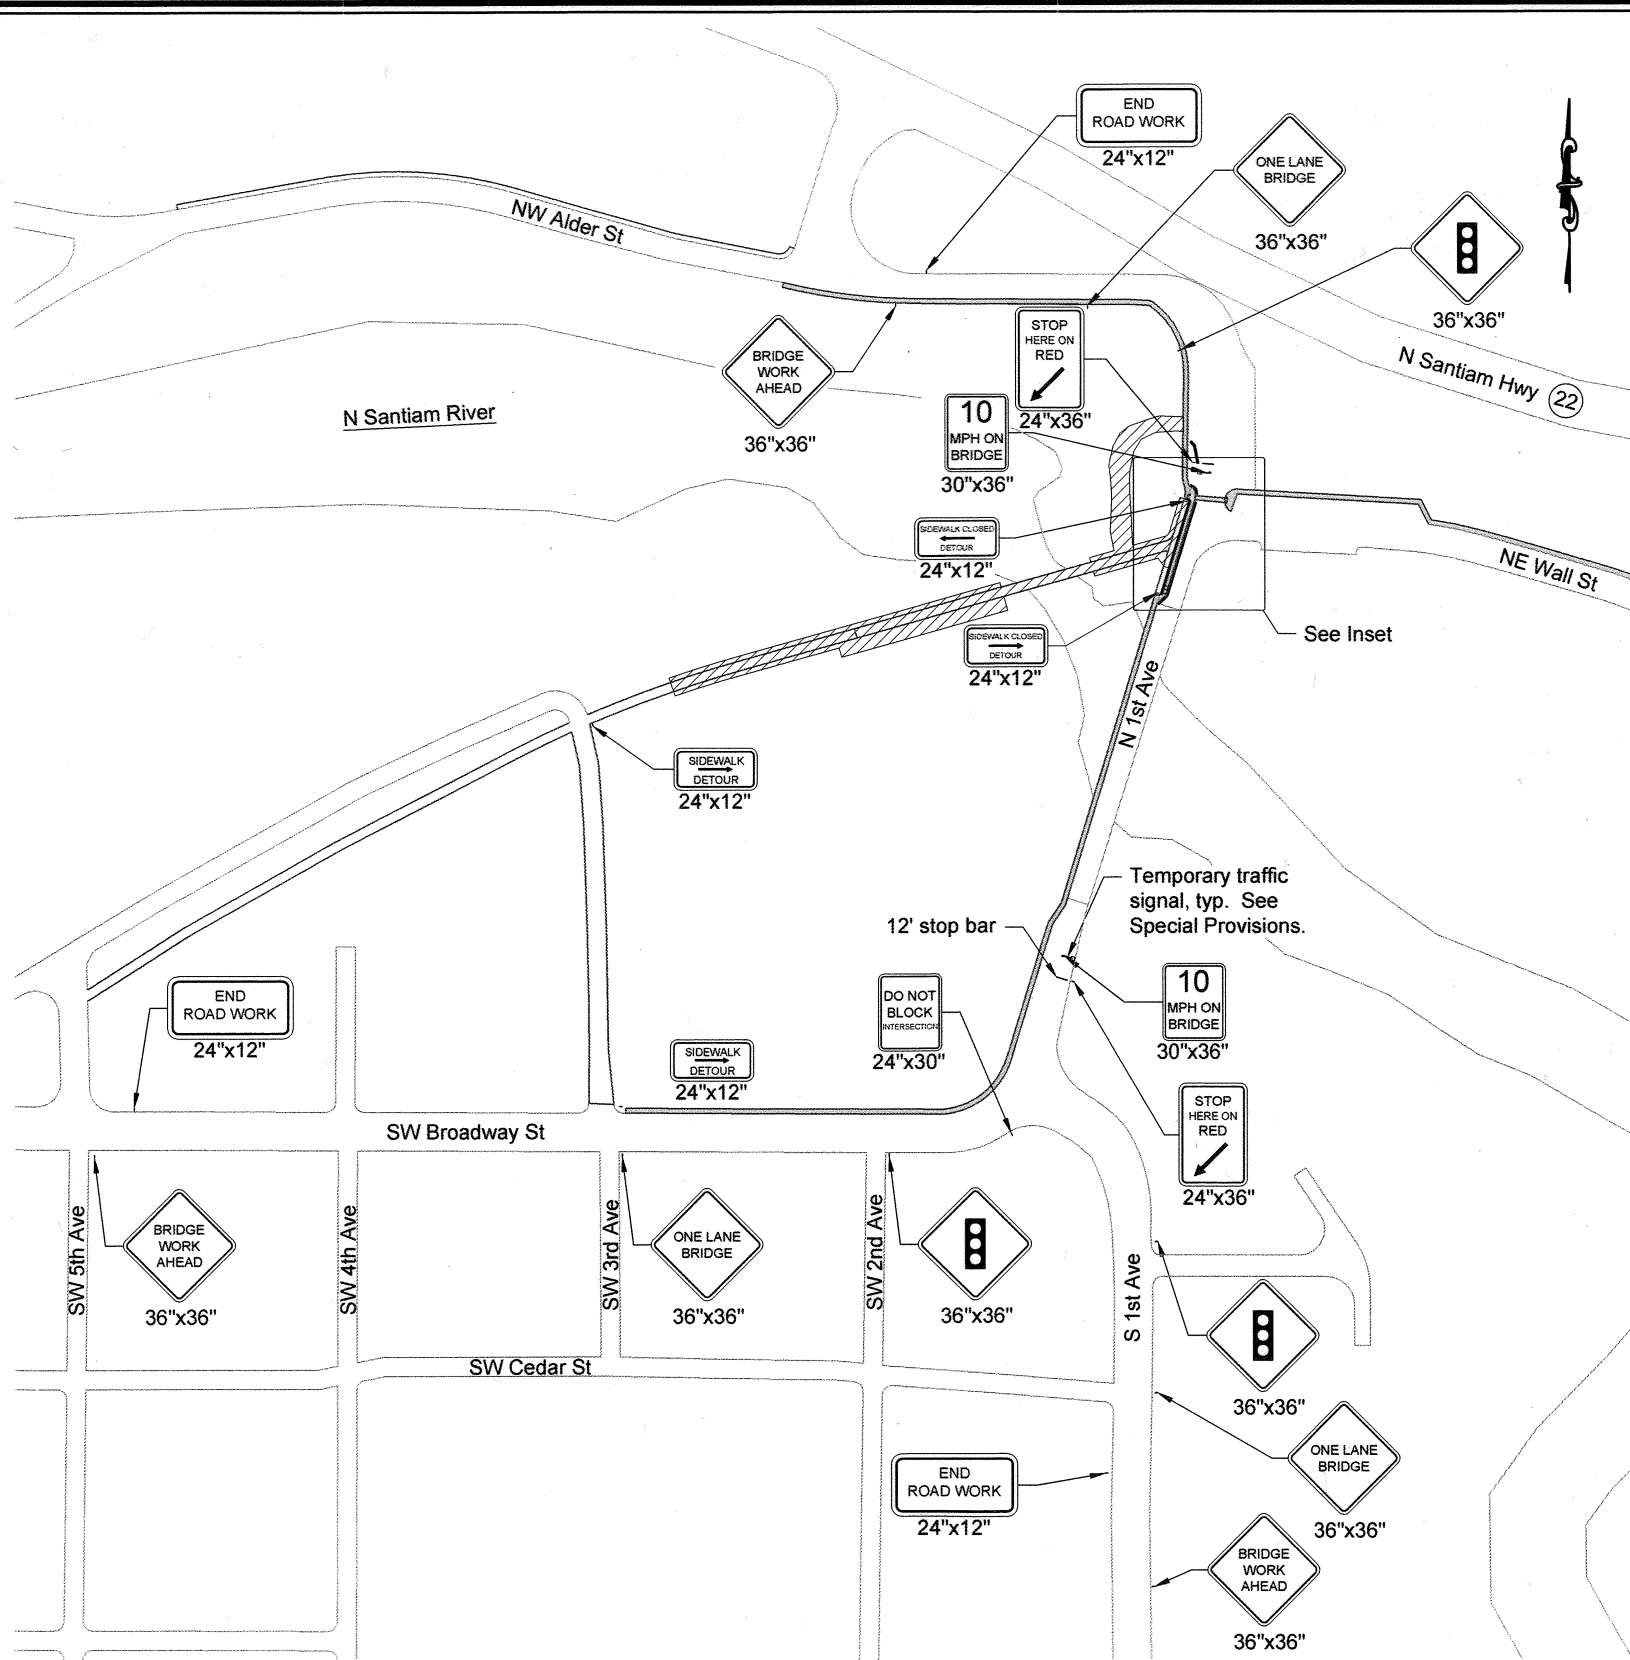 END
ROAD WORK
24"x12"
ONE LANE
BRIDGE
36"x36"
36"x36"
NW Alder St
BRIDGE
WORK
AHEAD
36"x36"
STOP
HERE ON
RED
24"x36"
N Santiam Hwy 22
N Santiam River
10
MPH ON
BRIDGE
30"x36"
SIDEWALK CLOSED
DETOUR
24"x12"
NE Wall St
SIDEWALK CLOSED
DETOUR
24"x12"
See Inset
N 1st Ave
SIDEWALK
DETOUR
24"x12"
Temporary traffic
signal, typ. See
Special Provisions.
12' stop bar
END
ROAD WORK
24"x12"
DO NOT
BLOCK
INTERSECTION
24"x30"
10
MPH ON
BRIDGE
30"x36"
SIDEWALK
DETOUR
24"x12"
STOP
HERE ON
RED
24"x36"
SW Broadway St
SW 5th Ave
BRIDGE
WORK
AHEAD
36"x36"
SW 4th Ave
SW 3rd Ave
ONE LANE
BRIDGE
36"x36"
SW 2nd Ave
36"x36"
S 1st Ave
36"x36"
SW Cedar St
ONE LANE
BRIDGE
36"x36"
END
ROAD WORK
24"x12"
BRIDGE
WORK
AHEAD
36"x36"